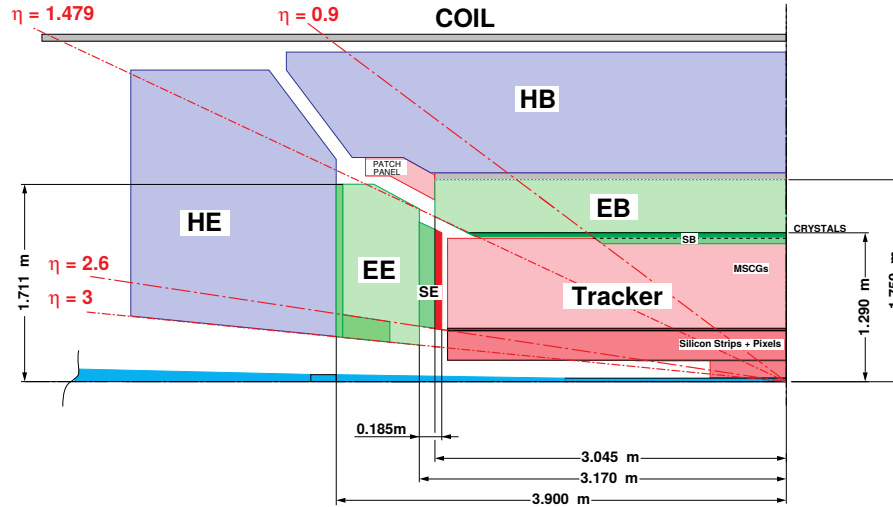 η = 1.479
η = 0.9
COIL
HB
PATCH
PANEL
EB
HE
CRYSTALS
SB
η = 2.6
EE
MSCGs
SE
Tracker
η = 3
1.711 m
1.290 m
Silicon Strips + Pixels
0.185m
3.045 m
3.170 m
3.900 m